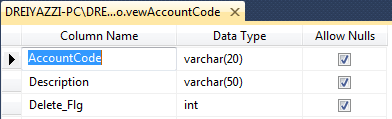 DREIYAZZI-PC\DRE...o.vewAccountCode
Column Name Data Type Allow Nulls
AccountCode varchar(20)
Description varchar(50)
Delete_Flg int